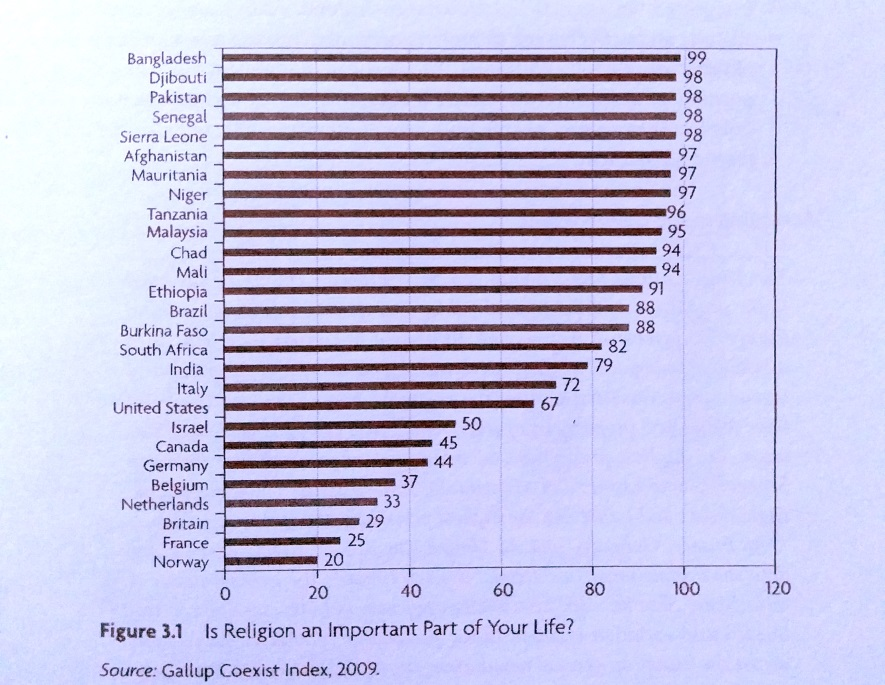 Bangladesh 99
Djibouti 98
Pakistan 98
Senegal 98
Sierra Leone 98
Afghanistan 97
Mauritania 97
Niger 97
Tanzania 96
Malaysia 95
Chad 94
Mali 94
Ethiopia 91
Brazil 88
Burkina Faso 88
South Africa 82
India 79
Italy 72
United States 67
Israel 50
Canada 45
Germany 44
Belgium 37
Netherlands 33
Britain 29
France 25
Norway 20
0 20 40 60 80 100 120
Figure 3.1 Is Religion an Important Part of Your Life?
Source: Gallup Coexist Index, 2009.